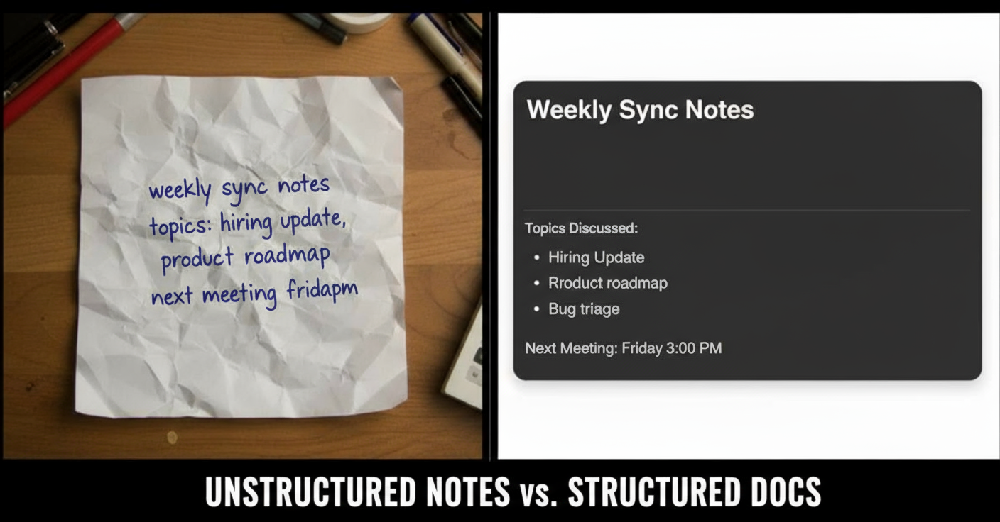 weekly sync notes
topics: hiring update,
product roadmap
next meeting fridapm
Weekly Sync Notes
Topics Discussed:
• Hiring Update
• Rroduct roadmap
• Bug triage
Next Meeting: Friday 3:00 PM
UNSTRUCTURED NOTES vs. STRUCTURED DOCS